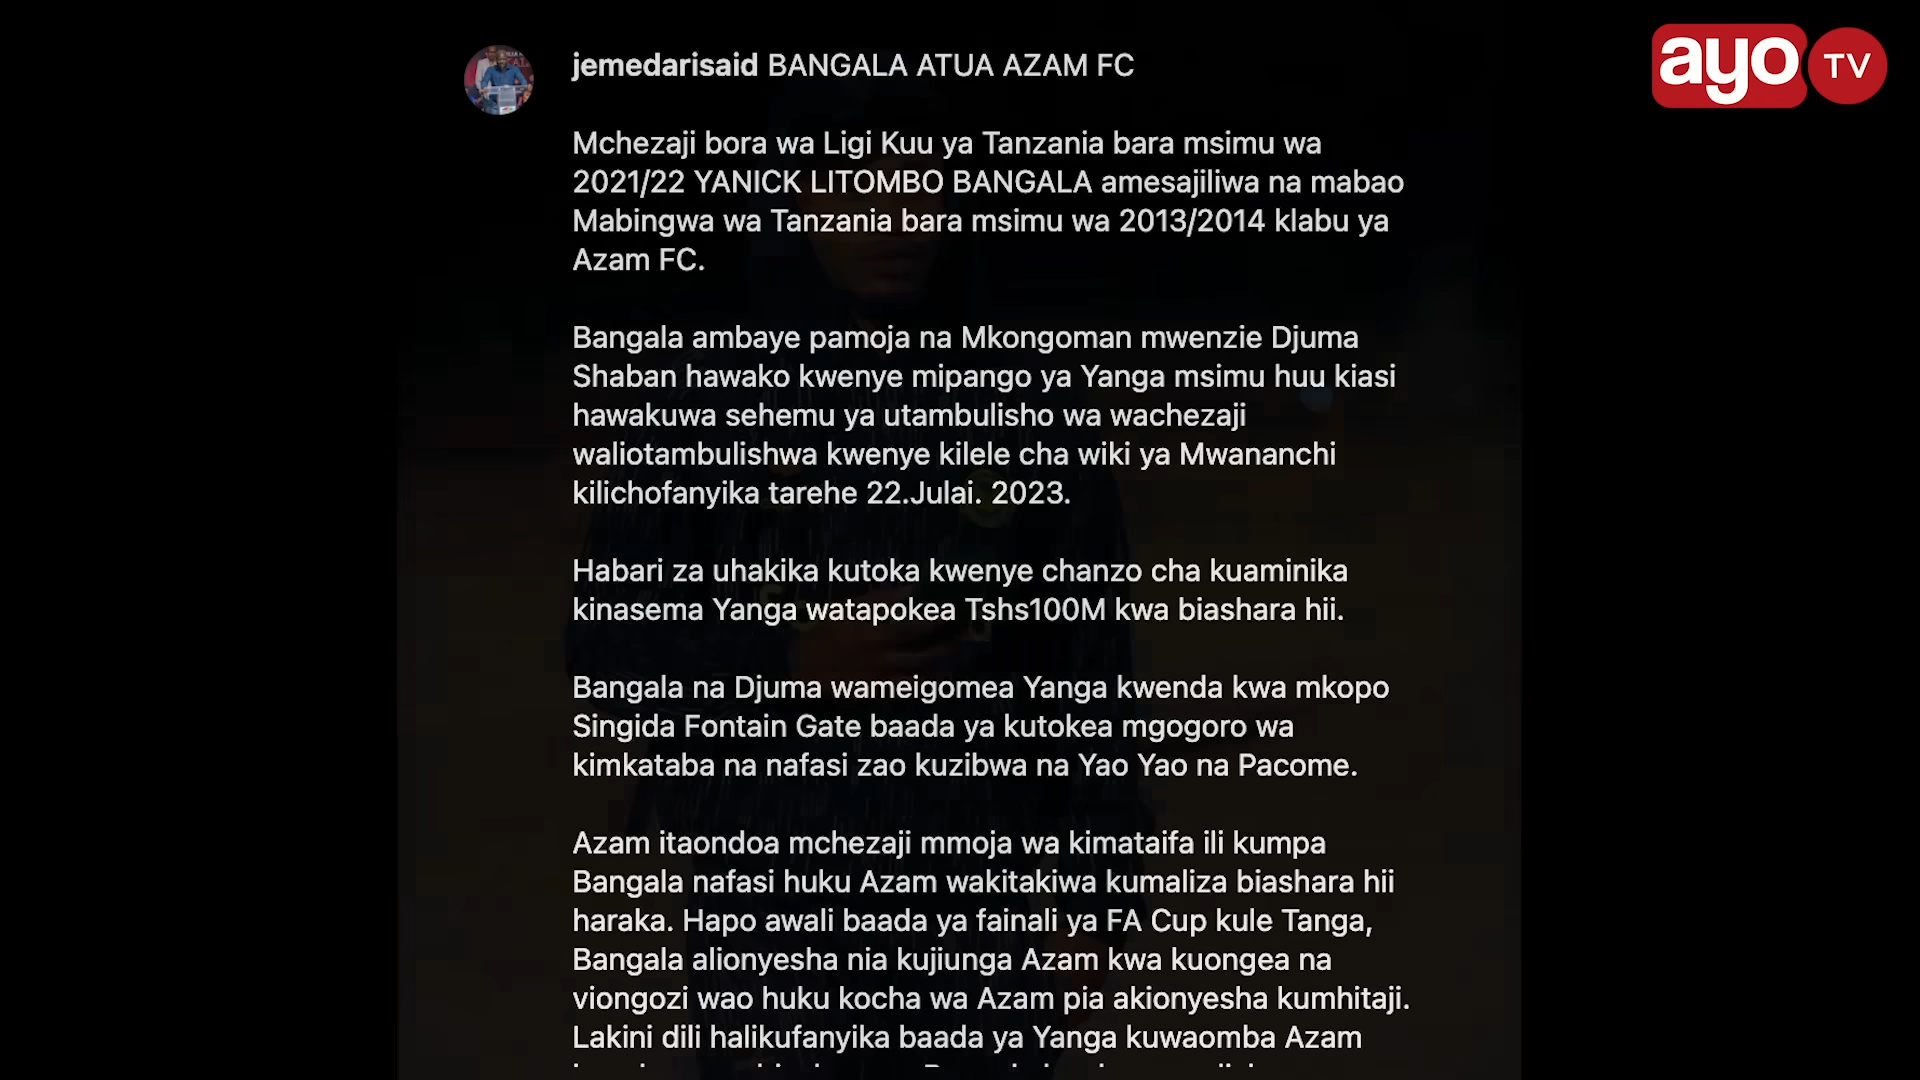 jemedarisaid BANGALA ATUA AZAM FC
ayo TV
Mchezaji bora wa Ligi Kuu ya Tanzania bara msimu wa
2021/22 YANICK LITOMBO BANGALA amesajiliwa na mabao
Mabingwa wa Tanzania bara msimu wa 2013/2014 klabu ya
Azam FC.
Bangala ambaye pamoja na Mkongoman mwenzie Djuma
Shaban hawako kwenye mipango ya Yanga msimu huu kiasi
hawakuwa sehemu ya utambulisho wa wachezaji
waliotambulishwa kwenye kilele cha wiki ya Mwananchi
kilichofanyika tarehe 22.Julai. 2023.
Habari za uhakika kutoka kwenye chanzo cha kuaminika
kinasema Yanga watapokea Tshs100M kwa biashara hii.
Bangala na Djuma wameigomea Yanga kwenda kwa mkopo
Singida Fontain Gate baada ya kutokea mgogoro wa
kimkataba na nafasi zao kuzibwa na Yao Yao na Pacome.
Azam itaondoa mchezaji mmoja wa kimataifa ili kumpa
Bangala nafasi huku Azam wakitakiwa kumaliza biashara hii
haraka. Hapo awali baada ya fainali ya FA Cup kule Tanga,
Bangala alionyesha nia kujiunga Azam kwa kuongea na
viongozi wao huku kocha wa Azam pia akionyesha kumhitaji.
Lakini dili halikufanyika baada ya Yanga kuwaomba Azam